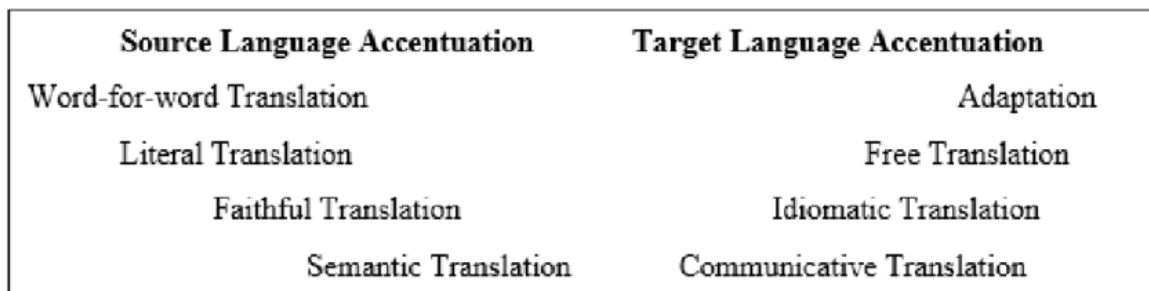 Source Language Accentuation Target Language Accentuation
Word-for-word Translation Adaptation
Literal Translation Free Translation
Faithful Translation Idiomatic Translation
Semantic Translation Communicative Translation